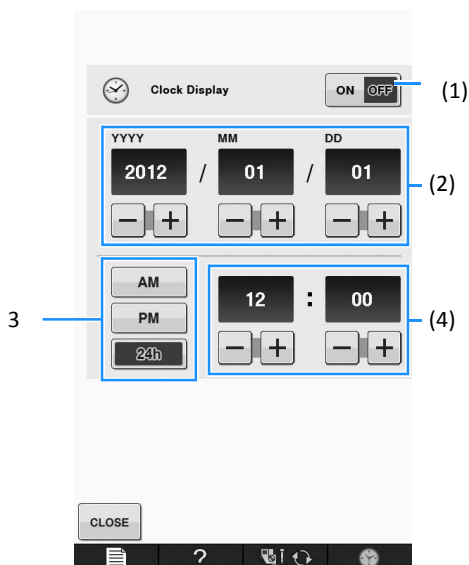 Clock Display ON OFF (1)
YYYY MM DD
2012 / 01 / 01 (2)
− + − + − +
AM
12 : 00
3 PM (4)
24h − + − +
CLOSE
?